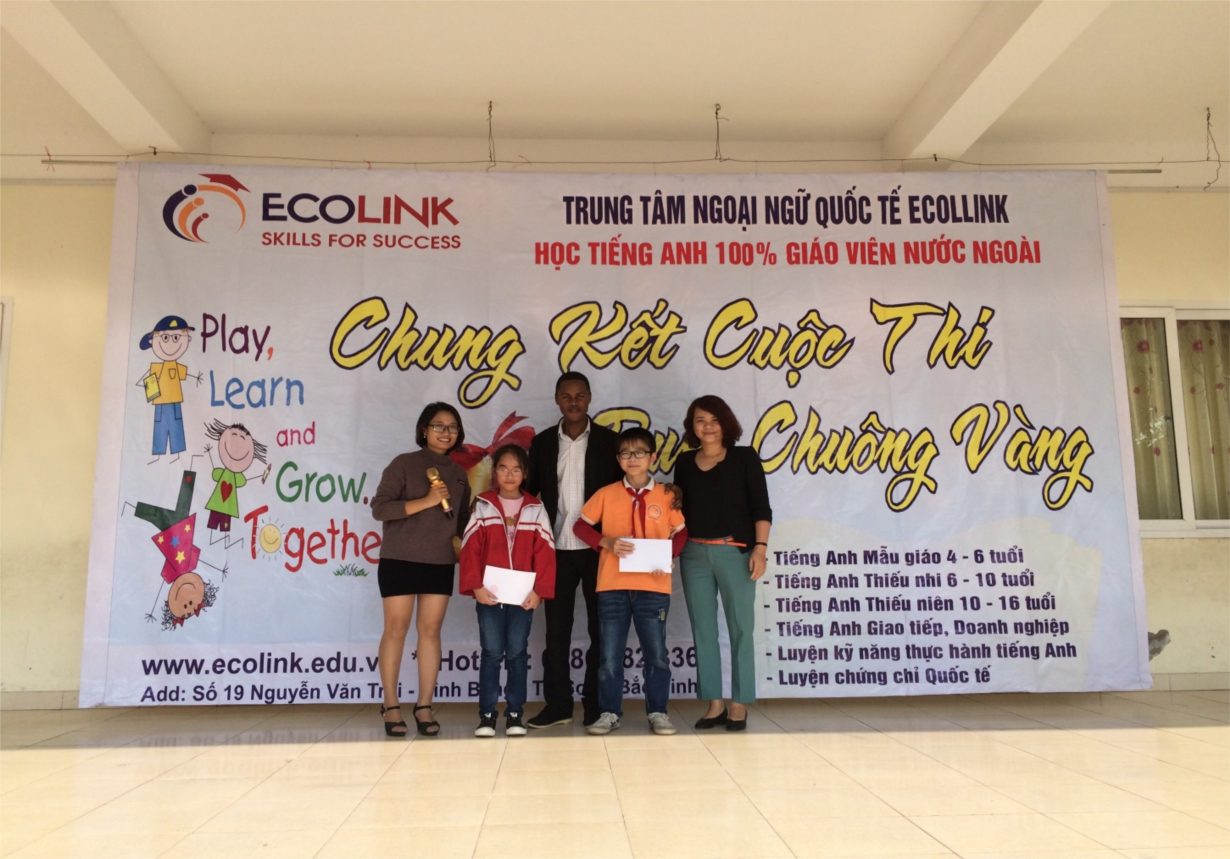 ECOLINK
SKILLS FOR SUCCESS
TRUNG TÂM NGOẠI NGỮ QUỐC TẾ ECOLLINK
HỌC TIẾNG ANH 100% GIÁO VIÊN NƯỚC NGOÀI
Play,
Learn
and
Grow..
Togethe
Chung Kết Cuộc Thi
Chuông Vàng
- Tiếng Anh Mẫu giáo 4 - 6 tuổi
- Tiếng Anh Thiếu nhi 6 - 10 tuổi
- Tiếng Anh Thiếu niên 10 - 16 tuổi
- Tiếng Anh Giao tiếp, Doanh nghiệp
- Luyện kỹ năng thực hành tiếng Anh
- Luyện chứng chỉ Quốc tế
www.ecolink.edu.v
Add: Số 19 Nguyễn Văn